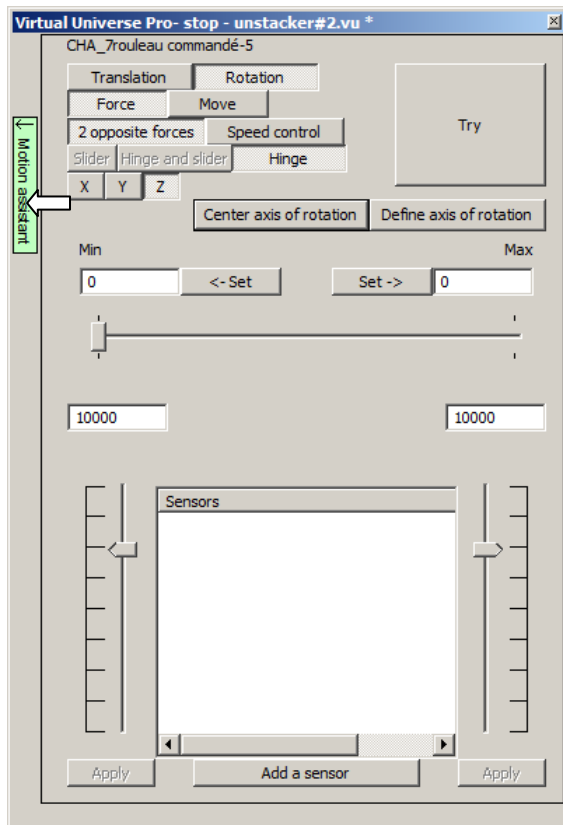 Virtual Universe Pro- stop - unstacker#2.vu *
CHA_7rouleau commandé-5
Translation Rotation
Force Move
Try
2 opposite forces Speed control
Slider Hinge and slider Hinge
X Y Z
Motion assistant
Center axis of rotation Define axis of rotation
Min Max
0 <- Set Set -> 0
10000 10000
Sensors
Apply Add a sensor Apply